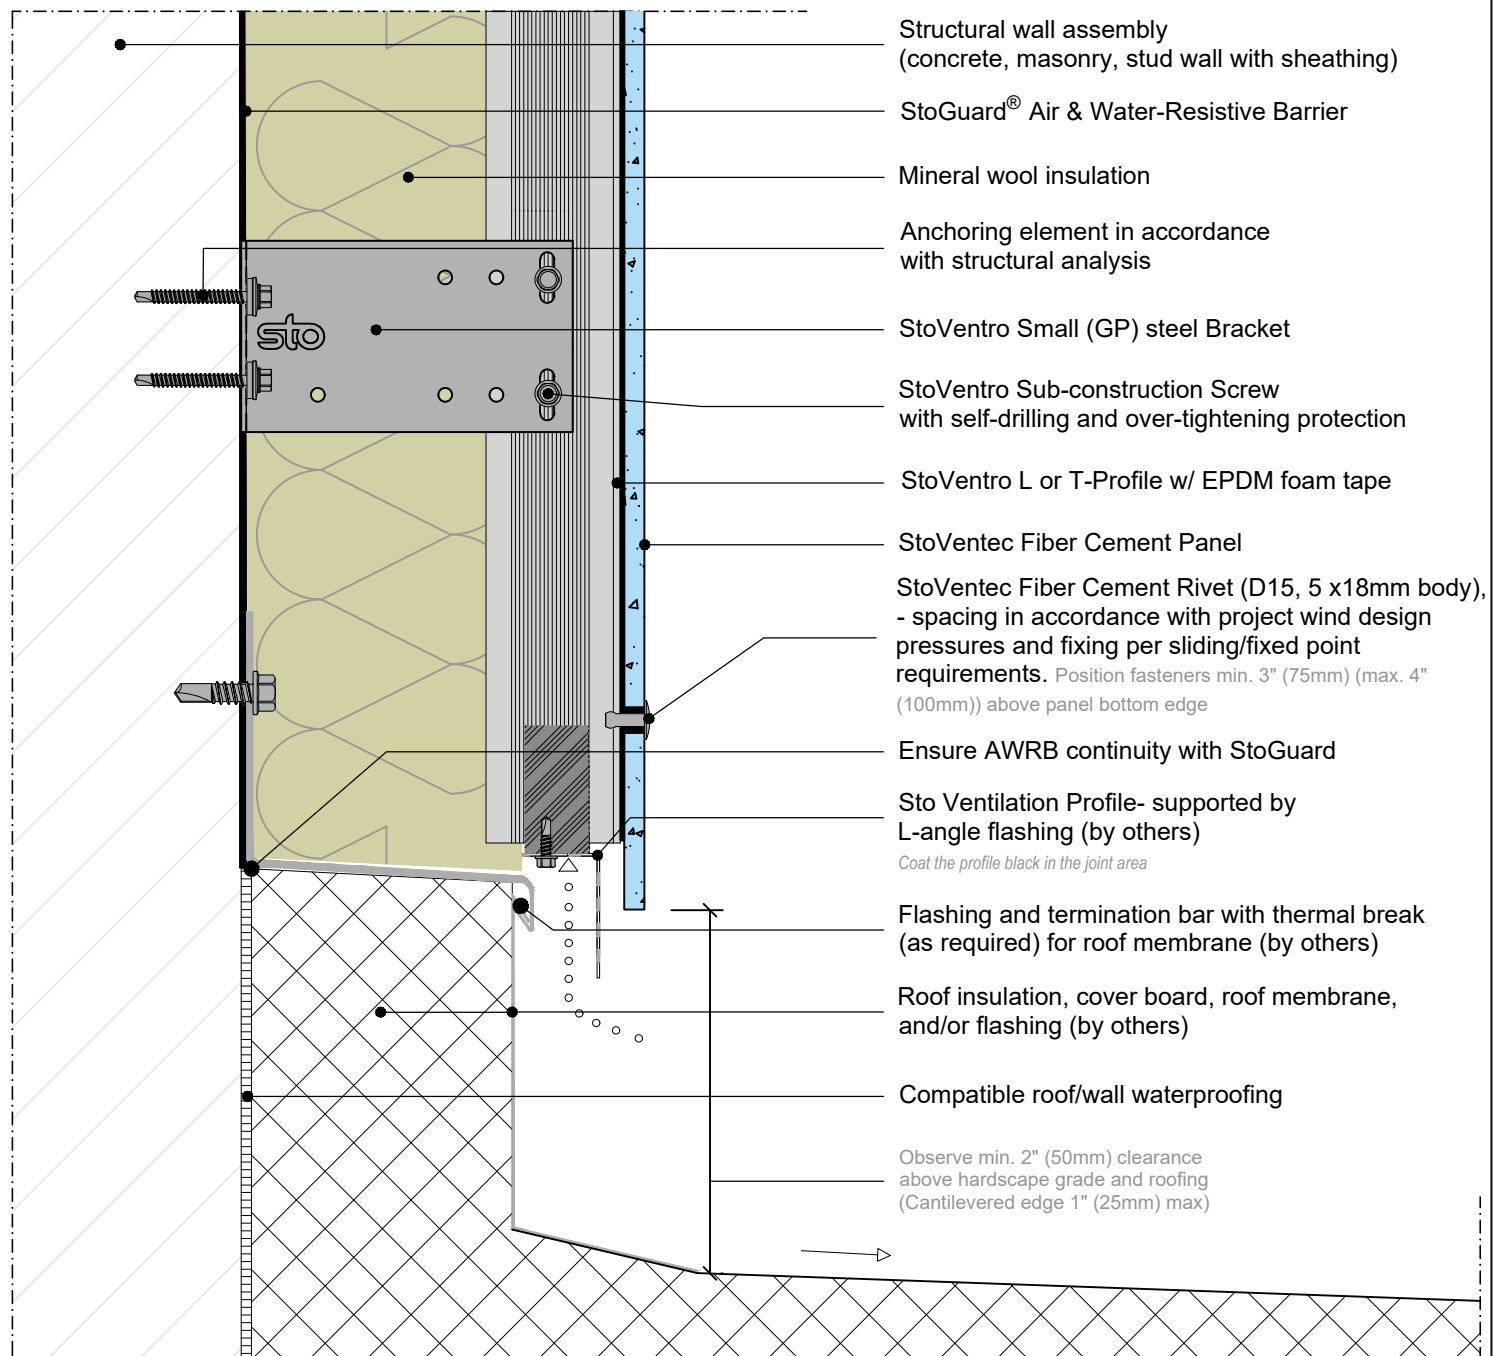 Structural wall assembly
(concrete, masonry, stud wall with sheathing)
StoGuard® Air & Water-Resistive Barrier
Mineral wool insulation
Anchoring element in accordance
with structural analysis
sto
StoVentro Small (GP) steel Bracket
StoVentro Sub-construction Screw
with self-drilling and over-tightening protection
StoVentro L or T-Profile w/ EPDM foam tape
StoVentec Fiber Cement Panel
StoVentec Fiber Cement Rivet (D15, 5 x18mm body),
- spacing in accordance with project wind design
pressures and fixing per sliding/fixed point
requirements. Position fasteners min. 3" (75mm) (max. 4"
(100mm)) above panel bottom edge
Ensure AWRB continuity with StoGuard
Sto Ventilation Profile- supported by
L-angle flashing (by others)
Coat the profile black in the joint area
Flashing and termination bar with thermal break
(as required) for roof membrane (by others)
Roof insulation, cover board, roof membrane,
and/or flashing (by others)
Compatible roof/wall waterproofing
Observe min. 2" (50mm) clearance
above hardscape grade and roofing
(Cantilevered edge 1" (25mm) max)